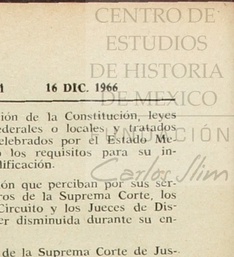 CENTRO DE
ESTUDIOS
DE HISTORIA
DE MEXICO
FUNDACIÓN
Carlos Slim
16 DIC. 1966
ión de la Constitución, leyes
ederales o locales y tratados
elebrados por el Estado Me-
o los requisitos para su in-
dificación.
ión que perciban por sus ser-
ros de la Suprema Corte, los
Circuito y los Jueces de Dis-
er disminuida durante su en-
de la Suprema Corte de Jus-